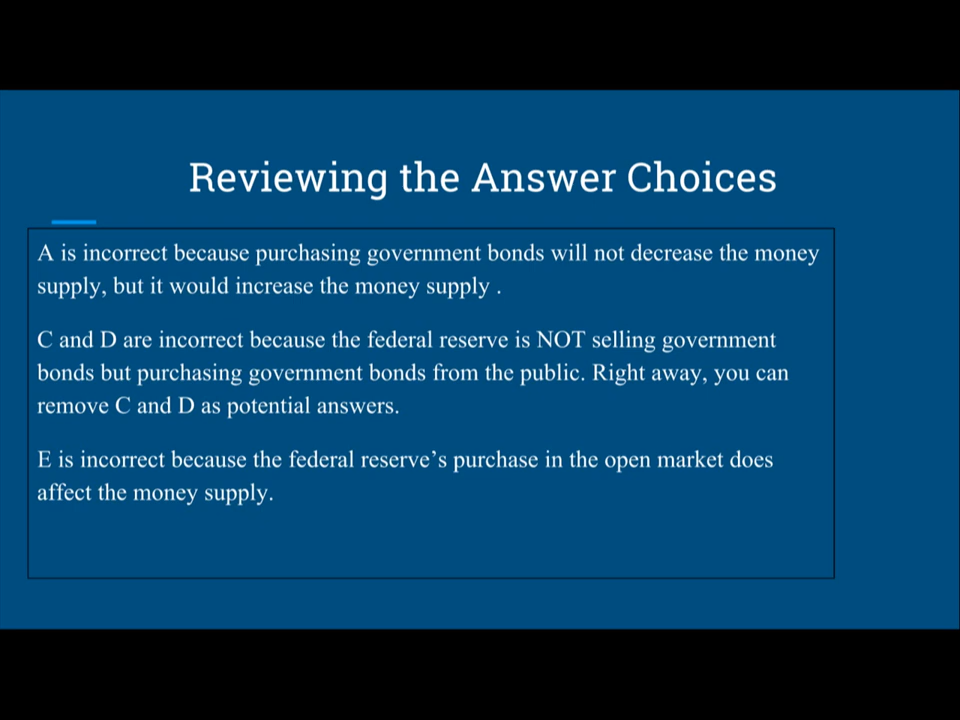 Reviewing the Answer Choices
A is incorrect because purchasing government bonds will not decrease the money
supply, but it would increase the money supply .
C and D are incorrect because the federal reserve is NOT selling government
bonds but purchasing government bonds from the public. Right away, you can
remove C and D as potential answers.
E is incorrect because the federal reserve’s purchase in the open market does
affect the money supply.